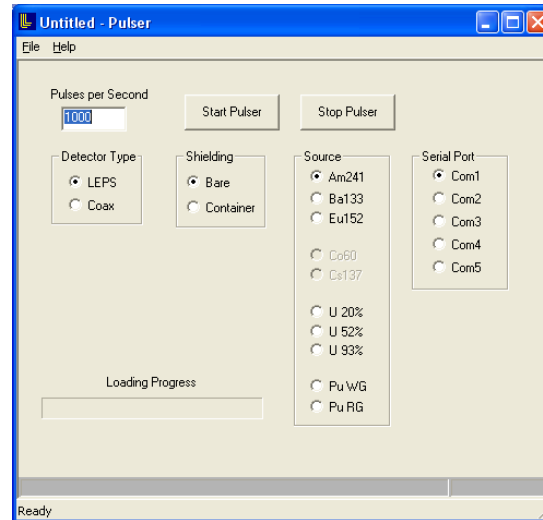 Untitled - Pulser
File Help
Pulses per Second
1000
Start Pulser
Stop Pulser
Detector Type
LEPS
Coax
Shielding
Bare
Container
Source
Am241
Ba133
Eu152
Co60
Cs137
U 20%
U 52%
U 93%
Pu WG
Pu RG
Serial Port
Com1
Com2
Com3
Com4
Com5
Loading Progress
Ready